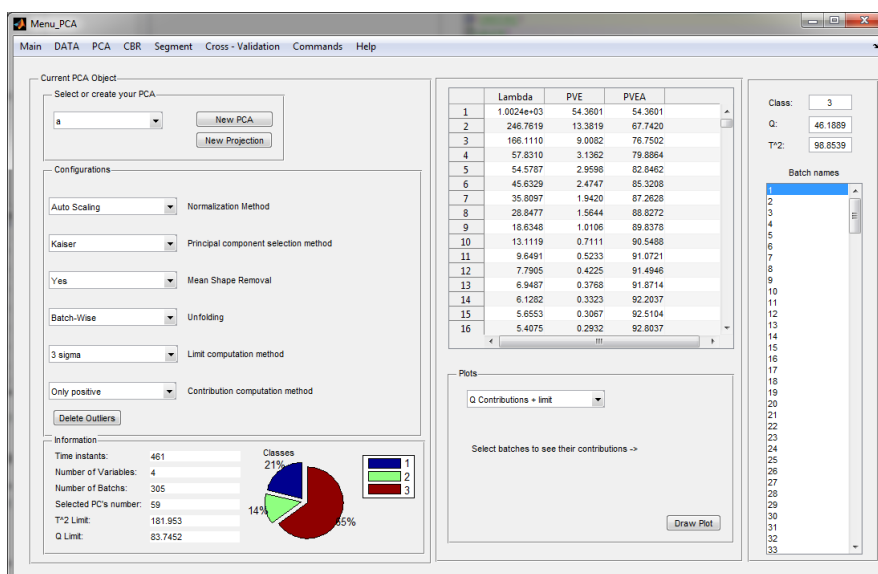 Menu_PCA
Main DATA PCA CBR Segment Cross - Validation Commands Help
Current PCA Object
Select or create your PCA
a
New PCA
New Projection
Configurations
Auto Scaling Normalization Method
Kaiser Principal component selection method
Yes Mean Shape Removal
Batch-Wise Unfolding
3 sigma Limit computation method
Only positive Contribution computation method
Delete Outliers
Information
Time instants: 461
Number of Variables: 4
Number of Batchs: 305
Selected PC's number: 59
T^2 Limit: 181.953
Q Limit: 83.7452
Classes
21%
14%
65%
1
2
3
Lambda PVE PVEA
1 1.0024e+03 54.3601 54.3601
2 246.7619 13.3819 67.7420
3 166.1110 9.0082 76.7502
4 57.8310 3.1362 79.8864
5 54.5787 2.9598 82.8462
6 45.6329 2.4747 85.3208
7 35.8097 1.9420 87.2628
8 28.8477 1.5644 88.8272
9 18.6348 1.0106 89.8378
10 13.1119 0.7111 90.5488
11 9.6491 0.5233 91.0721
12 7.7905 0.4225 91.4946
13 6.9487 0.3768 91.8714
14 6.1282 0.3323 92.2037
15 5.6553 0.3067 92.5104
16 5.4075 0.2932 92.8037
Plots
Q Contributions + limit
Select batches to see their contributions ->
Draw Plot
Class: 3
Q: 46.1889
T^2: 98.8539
Batch names
1
2
3
4
5
6
7
8
9
10
11
12
13
14
15
16
17
18
19
20
21
22
23
24
25
26
27
28
29
30
31
32
33